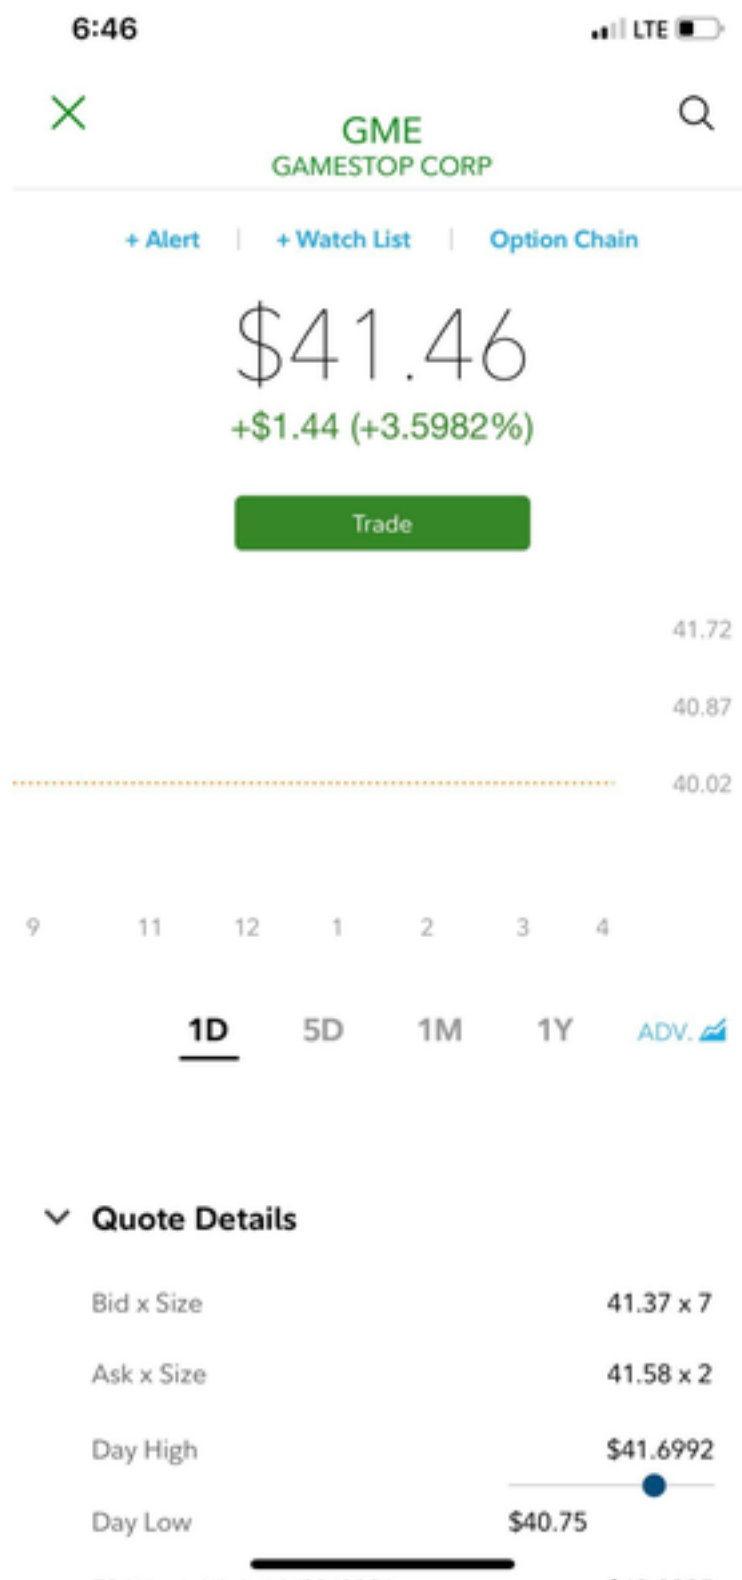 6:46 LTE
GME
GAMESTOP CORP
+ Alert | + Watch List | Option Chain
$41.46
+$1.44 (+3.5982%)
Trade
41.72
40.87
40.02
9 11 12 1 2 3 4
1D 5D 1M 1Y ADV.
Quote Details
Bid x Size 41.37 x 7
Ask x Size 41.58 x 2
Day High $41.6992
Day Low $40.75